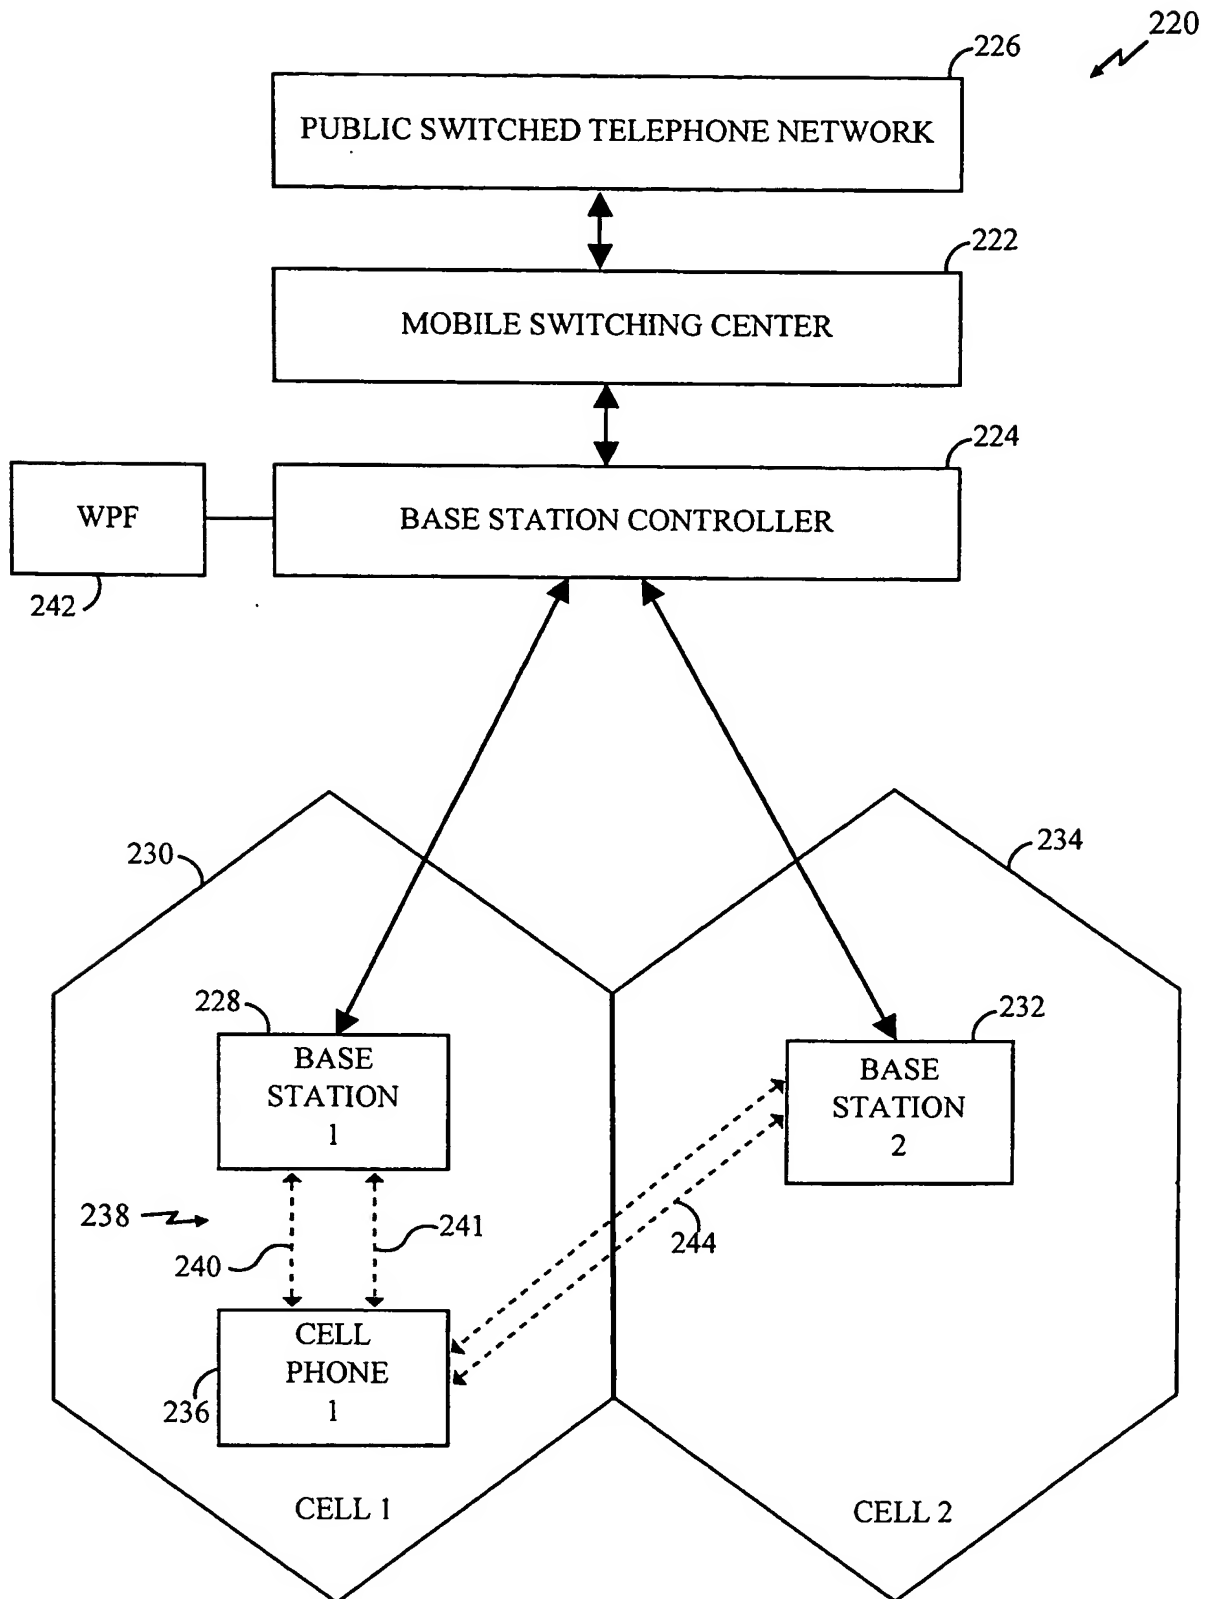 220
226
PUBLIC SWITCHED TELEPHONE NETWORK
222
MOBILE SWITCHING CENTER
224
WPF
BASE STATION CONTROLLER
242
230
234
228
232
BASE
STATION
1
BASE
STATION
2
238
241
240
244
CELL
PHONE
1
236
CELL 1
CELL 2